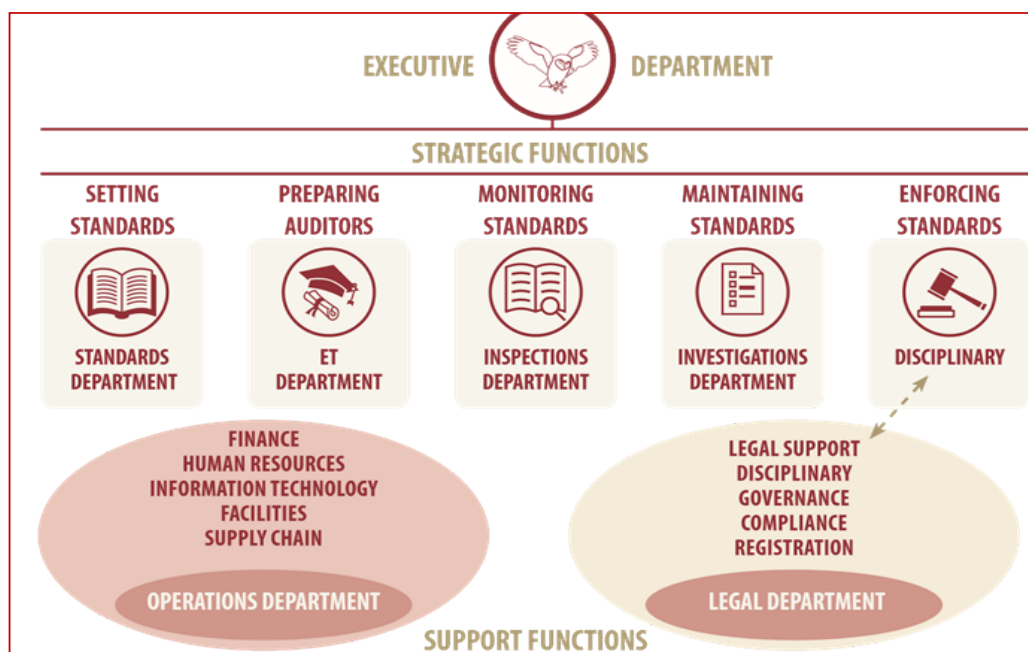 EXECUTIVE DEPARTMENT
STRATEGIC FUNCTIONS
SETTING
STANDARDS
PREPARING
AUDITORS
MONITORING
STANDARDS
MAINTAINING
STANDARDS
ENFORCING
STANDARDS
STANDARDS
DEPARTMENT
ET
DEPARTMENT
INSPECTIONS
DEPARTMENT
INVESTIGATIONS
DEPARTMENT
DISCIPLINARY
FINANCE
HUMAN RESOURCES
INFORMATION TECHNOLOGY
FACILITIES
SUPPLY CHAIN
OPERATIONS DEPARTMENT
LEGAL SUPPORT
DISCIPLINARY
GOVERNANCE
COMPLIANCE
REGISTRATION
LEGAL DEPARTMENT
SUPPORT FUNCTIONS